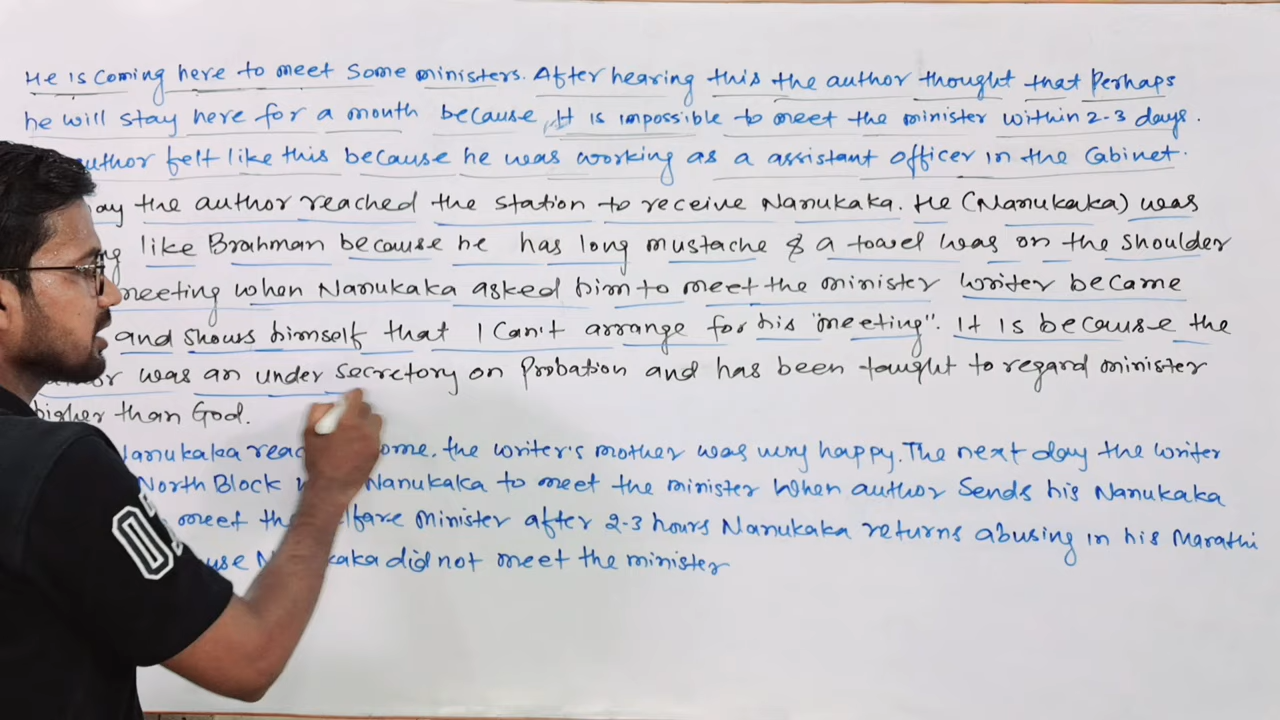 He is coming here to meet some ministers. After hearing this the author thought that Perhaps
he will stay here for a month because It is impossible to meet the minister within 2-3 days.
uthor felt like this because he was working as a assistant officer in the Cabinet.
ay the author reached the station to receive Nanukaka. He (Nanukaka) was
ng like Brahman because he has long mustache & a towel was on the shoulder
meeting when Nanukaka asked him to meet the minister writer became
and shows himself that I Can't arrange for his "meeting". It is because the
or was an under secretory on Probation and has been taught to regard minister
higher than God.
Nanukaka reac ome. the writer's mother was very happy. The next day the writer
North Block Nanukaka to meet the minister when author Sends his Nanukaka
meet the lfare minister after 2-3 hours Nanukaka returns abusing in his Marathi
use N kaka did not meet the minister
07